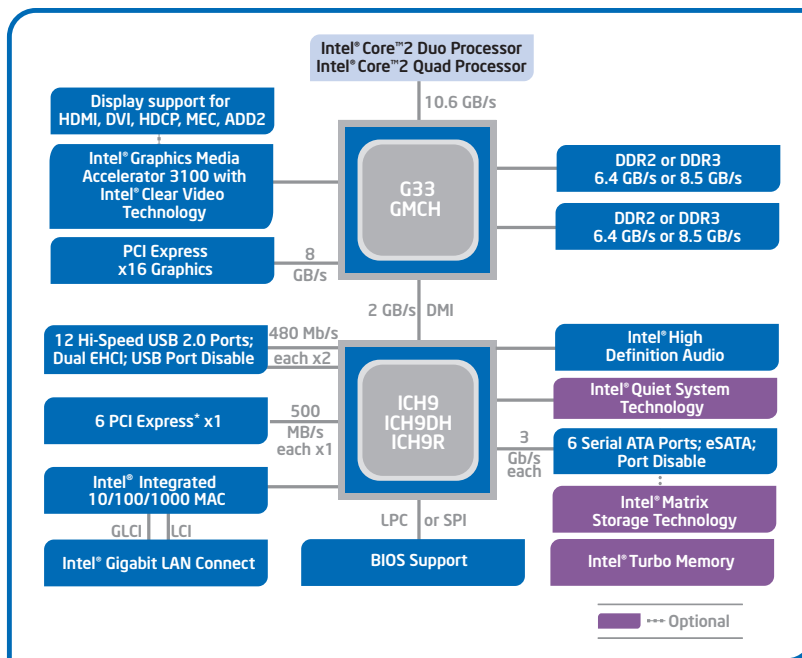 Intel® Core™2 Duo Processor
Intel® Core™2 Quad Processor
10.6 GB/s
Display support for
HDMI, DVI, HDCP, MEC, ADD2
Intel® Graphics Media
Accelerator 3100 with
Intel® Clear Video
Technology
PCI Express
x16 Graphics
8
GB/s
G33
GMCH
DDR2 or DDR3
6.4 GB/s or 8.5 GB/s
DDR2 or DDR3
6.4 GB/s or 8.5 GB/s
2 GB/s DMI
12 Hi-Speed USB 2.0 Ports;
Dual EHCI; USB Port Disable
480 Mb/s
each x2
6 PCI Express* x1
500
MB/s
each x1
Intel® Integrated
10/100/1000 MAC
GLCI LCI
Intel® Gigabit LAN Connect
ICH9
ICH9DH
ICH9R
LPC or SPI
BIOS Support
Intel® High
Definition Audio
Intel® Quiet System
Technology
3
Gb/s
each
6 Serial ATA Ports; eSATA;
Port Disable
Intel® Matrix
Storage Technology
Intel® Turbo Memory
Optional